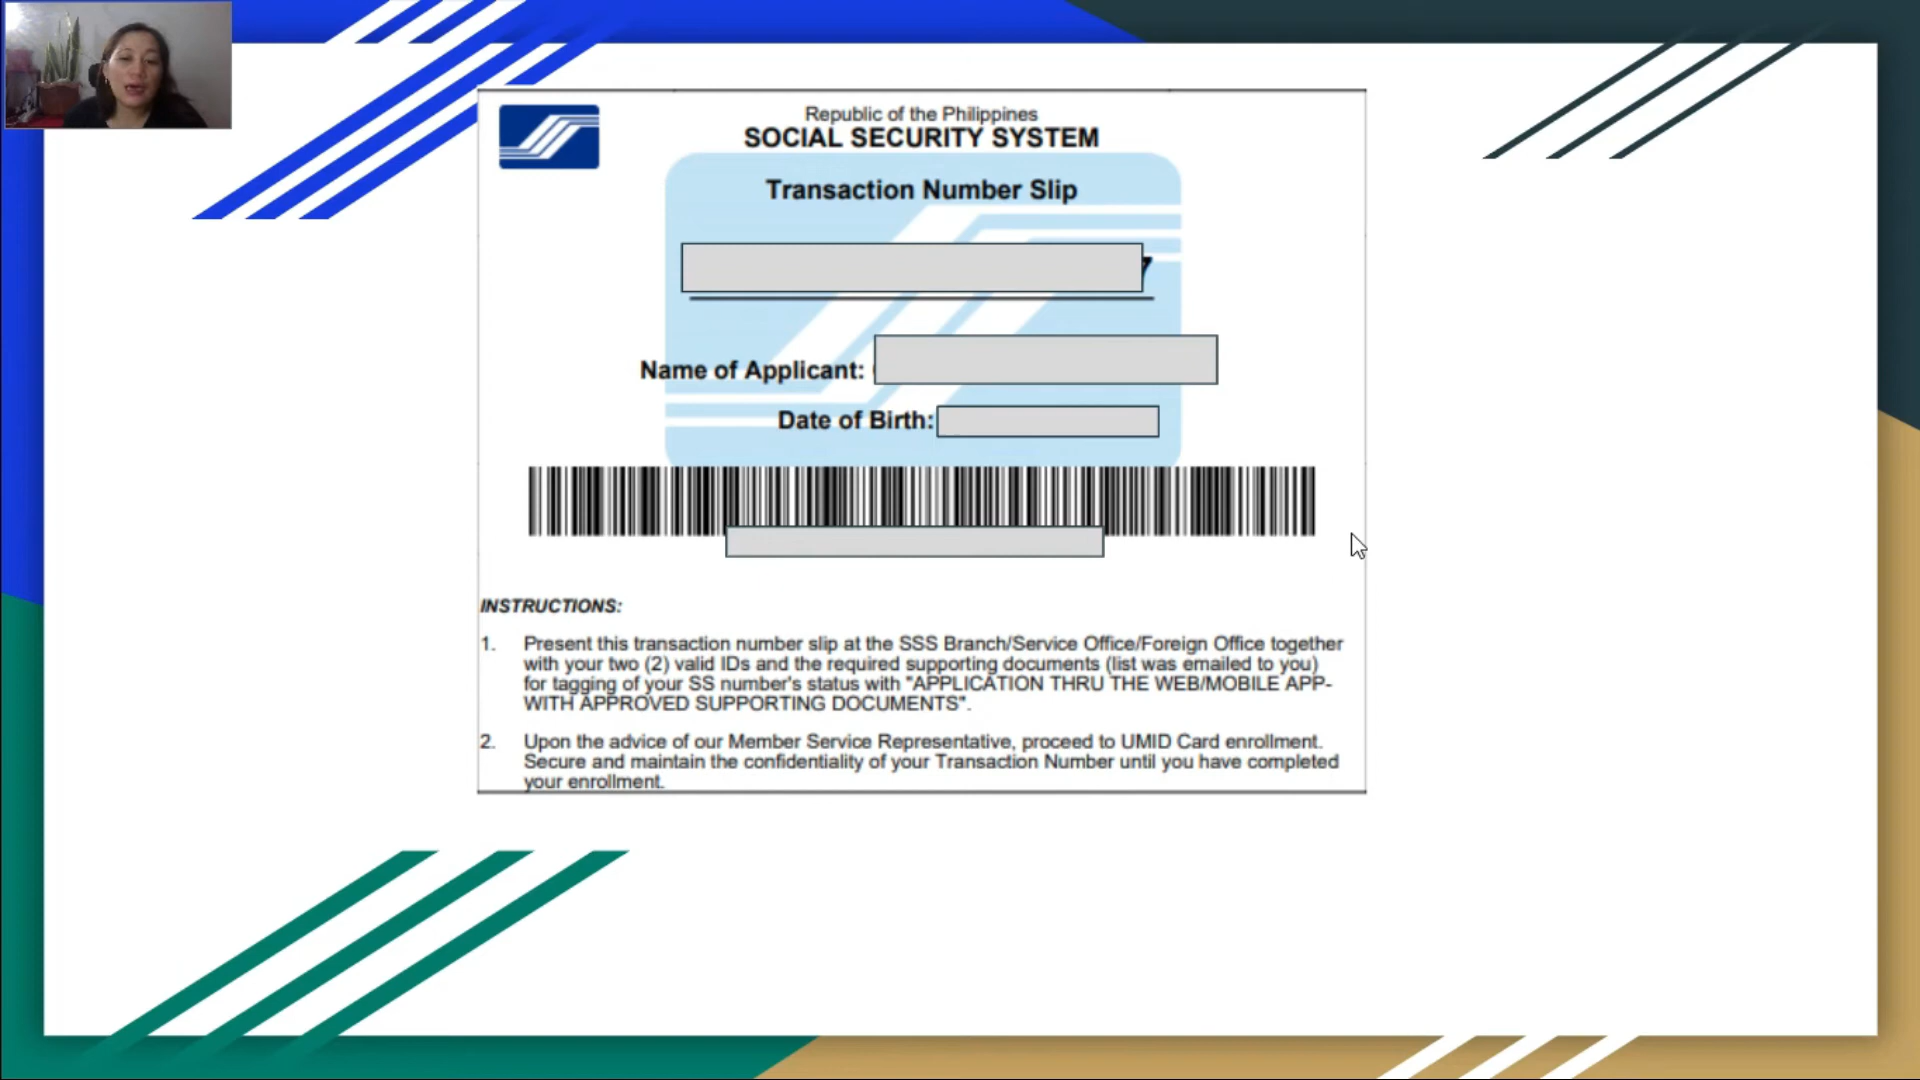 Republic of the Philippines
SOCIAL SECURITY SYSTEM
Transaction Number Slip
7
Name of Applicant:
Date of Birth:
INSTRUCTIONS:
1. Present this transaction number slip at the SSS Branch/Service Office/Foreign Office together
with your two (2) valid IDs and the required supporting documents (list was emailed to you)
for tagging of your SS number's status with "APPLICATION THRU THE WEB/MOBILE APP-
WITH APPROVED SUPPORTING DOCUMENTS".
2. Upon the advice of our Member Service Representative, proceed to UMID Card enrollment.
Secure and maintain the confidentiality of your Transaction Number until you have completed
your enrollment.